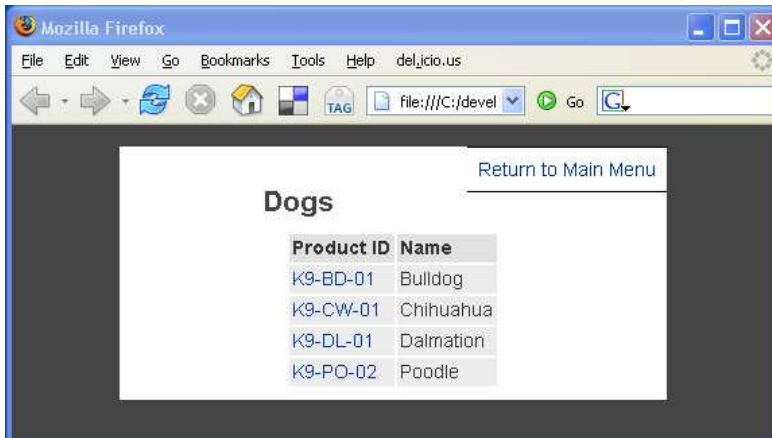 Mozilla Firefox
File Edit View Go Bookmarks Tools Help del.icio.us
TAG file:///C:/devel Go G
Return to Main Menu
Dogs
Product ID Name
K9-BD-01 Bulldog
K9-CW-01 Chihuahua
K9-DL-01 Dalmation
K9-PO-02 Poodle